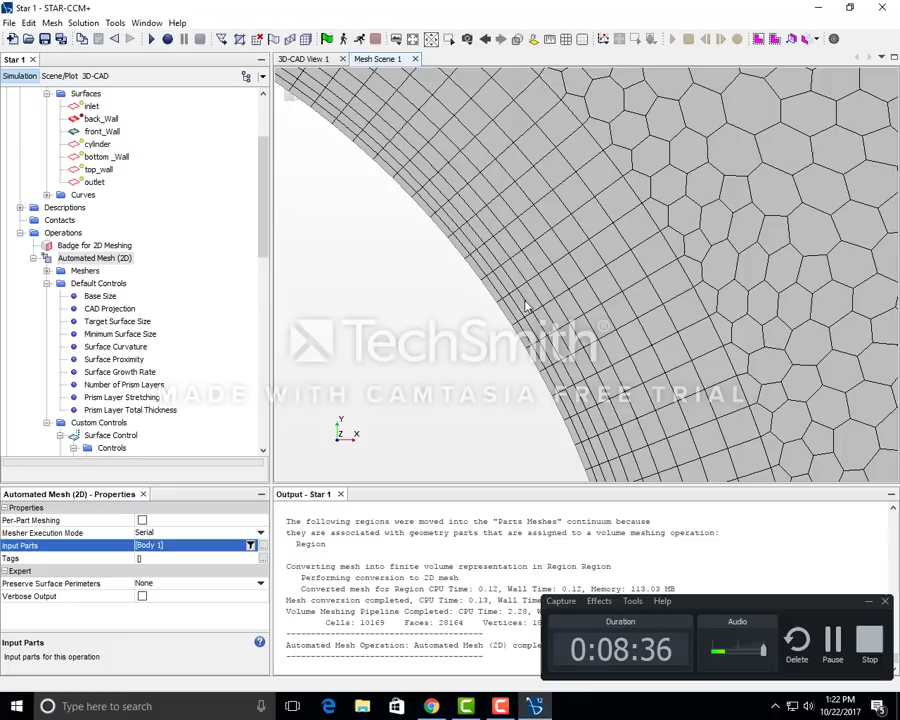 Star 1 - STAR-CCM+
File Edit Mesh Solution Tools Window Help
Star 1
3D-CAD View 1
Mesh Scene 1
Simulation Scene/Plot 3D-CAD
Surfaces
inlet
back_Wall
front_Wall
cylinder
bottom _Wall
top_wall
outlet
Curves
Descriptions
Contacts
Operations
Badge for 2D Meshing
Automated Mesh (2D)
Meshers
Default Controls
Base Size
CAD Projection
Target Surface Size
Minimum Surface Size
Surface Curvature
Surface Proximity
Surface Growth Rate
Number of Prism Layers
Prism Layer Stretching
Prism Layer Total Thickness
Custom Controls
Surface Control
Controls
TechSmith®
MADE WITH CAMTASIA FREE TRIAL
Y
Z X
Automated Mesh (2D) - Properties
Properties
Per-Part Meshing
Mesher Execution Mode Serial
Input Parts [Body 1]
Tags []
Expert
Preserve Surface Perimeters None
Verbose Output
Input Parts
Input parts for this operation
Output - Star 1
The following regions were moved into the "Parts Meshes" continuum because
they are associated with geometry parts that are assigned to a volume meshing operation:
Region
Converting mesh into finite volume representation in Region Region
Performing conversion to 2D mesh
Converted mesh for Region CPU Time: 0.12, Wall Time: 0.12, Memory: 113.03 MB
Mesh conversion completed, CPU Time: 0.13, Wall Time
Volume Meshing Pipeline Completed: CPU Time: 2.28,
Cells: 10169 Faces: 28164 Vertices:
Automated Mesh Operation: Automated Mesh (2D)
Capture Effects Tools Help
Duration
0:08:36
Audio
Delete
Pause
Stop
Type here to search
12
1:22 PM
10/22/2017
5